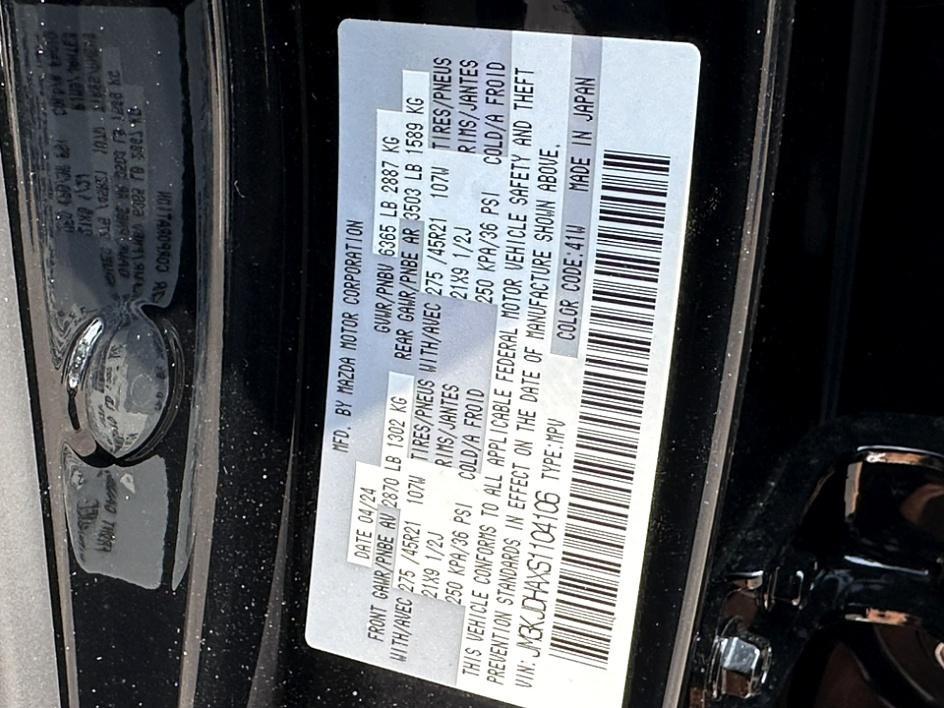 MFD. BY MAZDA MOTOR CORPORATION
DATE 04/24 GVWR/PNBV 6365 LB 2887 KG
FRONT GAWR/PNBE AV 2870 LB 1302 KG REAR GAWR/PNBE AR 3503 LB 1589 KG
WITH/AVEC 275 /45R21 107W TIRES/PNEUS WITH/AVEC 275 /45R21 107W TIRES/PNEUS
21X9 1/2J RIMS/JANTES 21X9 1/2J RIMS/JANTES
250 KPA/36 PSI COLD/A FROID 250 KPA/36 PSI COLD/A FROID
THIS VEHICLE CONFORMS TO ALL APPLICABLE FEDERAL MOTOR VEHICLE SAFETY AND THEFT
PREVENTION STANDARDS IN EFFECT ON THE DATE OF MANUFACTURE SHOWN ABOVE.
VIN: JM3KJDHAXS1104106 TYPE:MPV COLOR CODE:41W MADE IN JAPAN